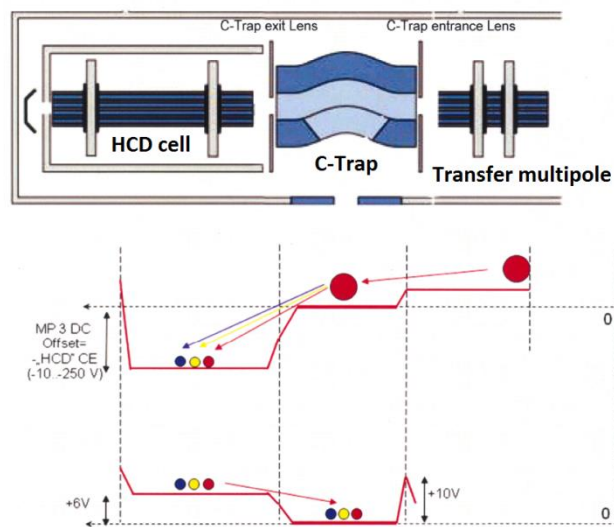 C-Trap exit Lens
C-Trap entrance Lens
HCD cell
C-Trap
Transfer multipole
0
MP 3 DC
Offset=
-„HCD" CE
(-10..-250 V)
+6V
+10V
0